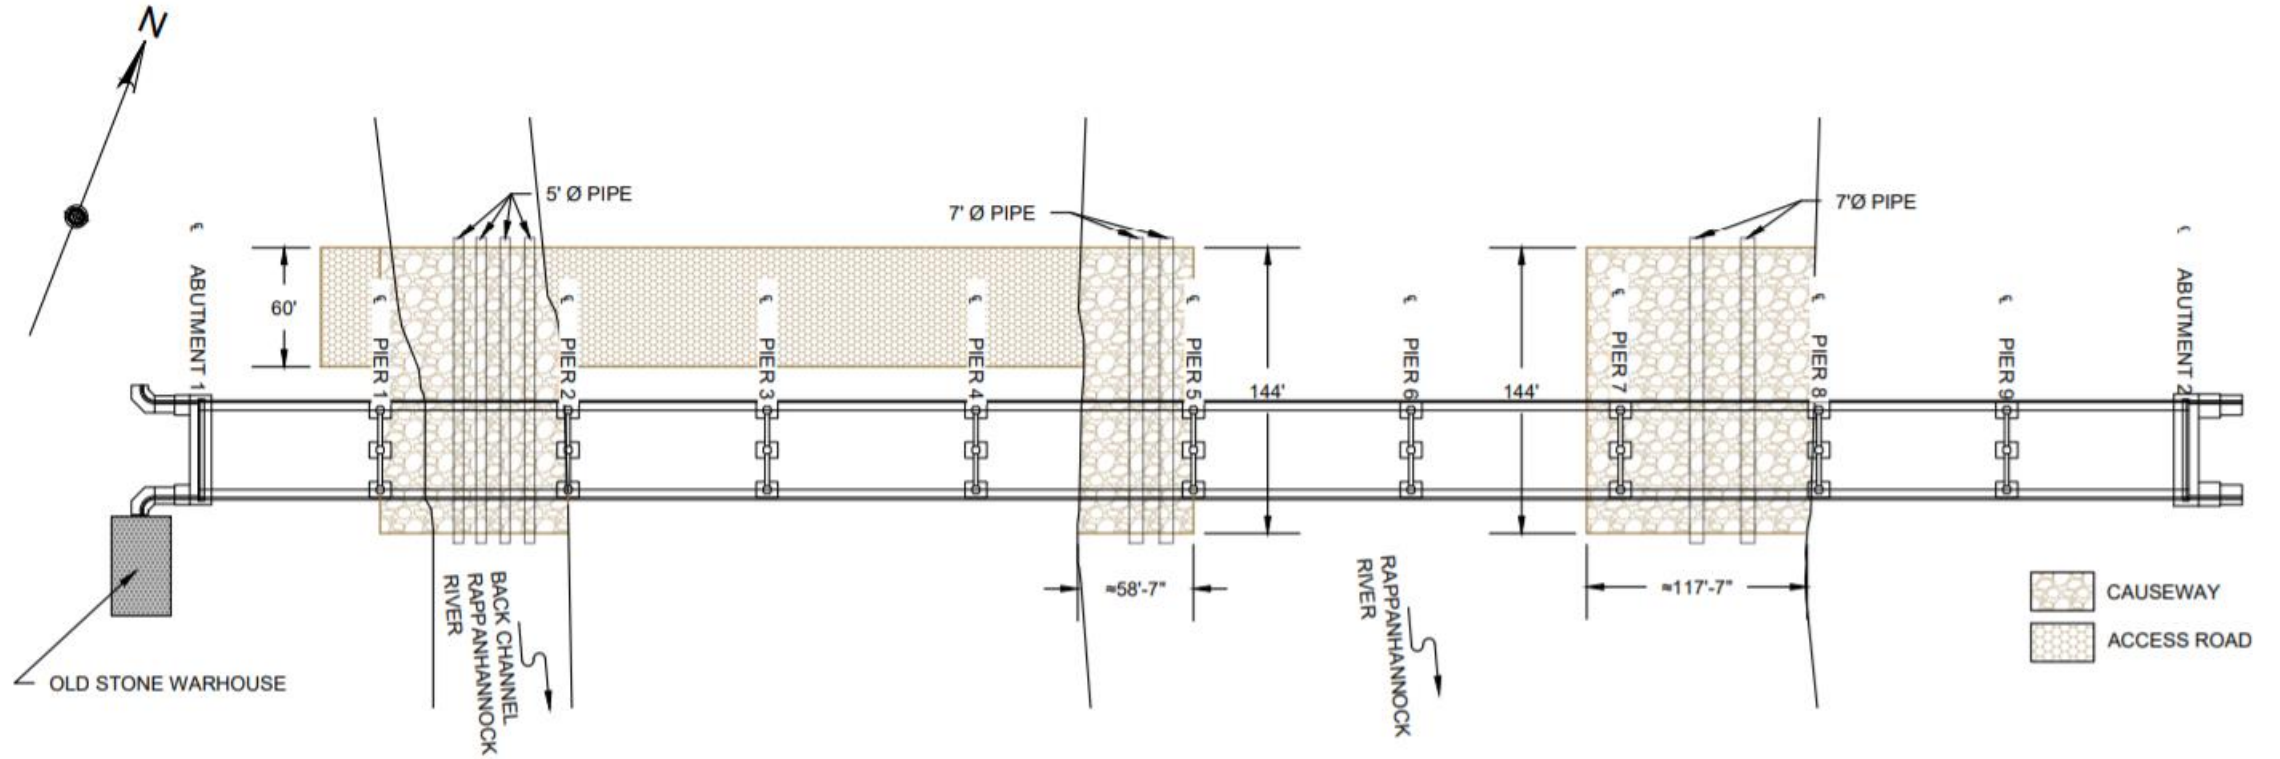 N
5' Ø PIPE
7' Ø PIPE
7'Ø PIPE
60'
℄ ABUTMENT 1
℄ PIER 1
℄ PIER 2
℄ PIER 3
℄ PIER 4
℄ PIER 5
℄ PIER 6
℄ PIER 7
℄ PIER 8
℄ PIER 9
℄ ABUTMENT 2
144'
144'
≈58'-7"
≈117'-7"
BACK CHANNEL
RAPPANHANNOCK
RIVER
RAPPANHANNOCK
RIVER
CAUSEWAY
ACCESS ROAD
OLD STONE WARHOUSE